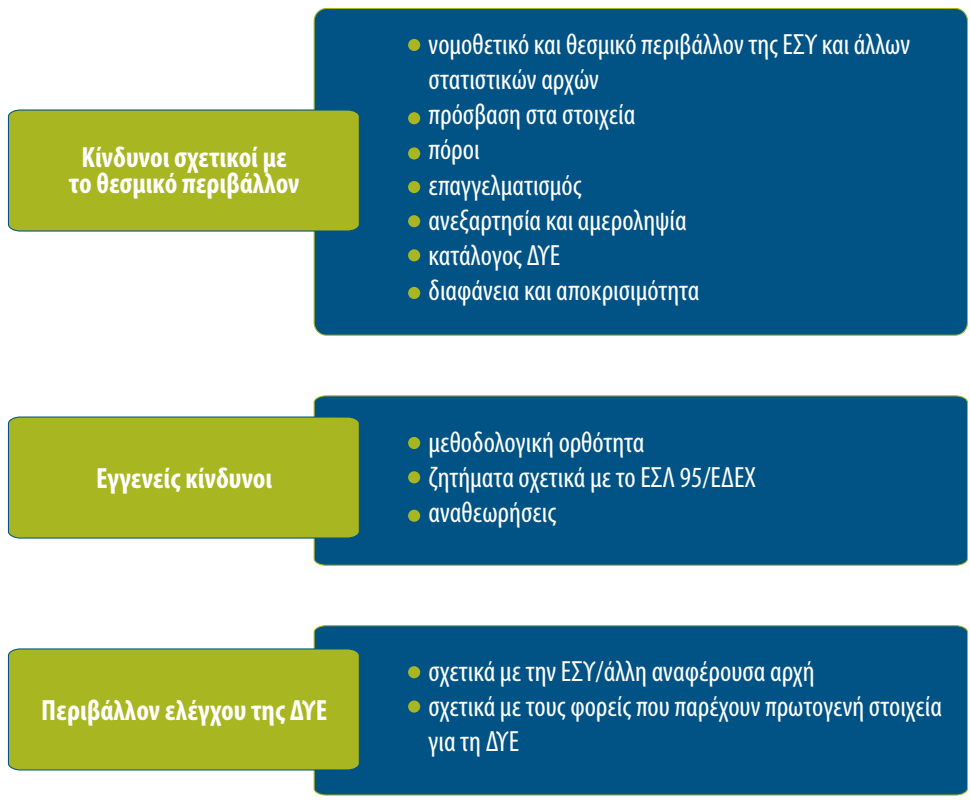 Κίνδυνοι σχετικοί με
το θεσμικό περιβάλλον
νομοθετικό και θεσμικό περιβάλλον της ΕΣΥ και άλλων
στατιστικών αρχών
πρόσβαση στα στοιχεία
πόροι
επαγγελματισμός
ανεξαρτησία και αμεροληψία
κατάλογος ΔΥΕ
διαφάνεια και αποκρισιμότητα
Εγγενείς κίνδυνοι
μεθοδολογική ορθότητα
ζητήματα σχετικά με το ΕΣΛ 95/ΕΔΕΧ
αναθεωρήσεις
Περιβάλλον ελέγχου της ΔΥΕ
σχετικά με την ΕΣΥ/άλλη αναφέρουσα αρχή
σχετικά με τους φορείς που παρέχουν πρωτογενή στοιχεία
για τη ΔΥΕ